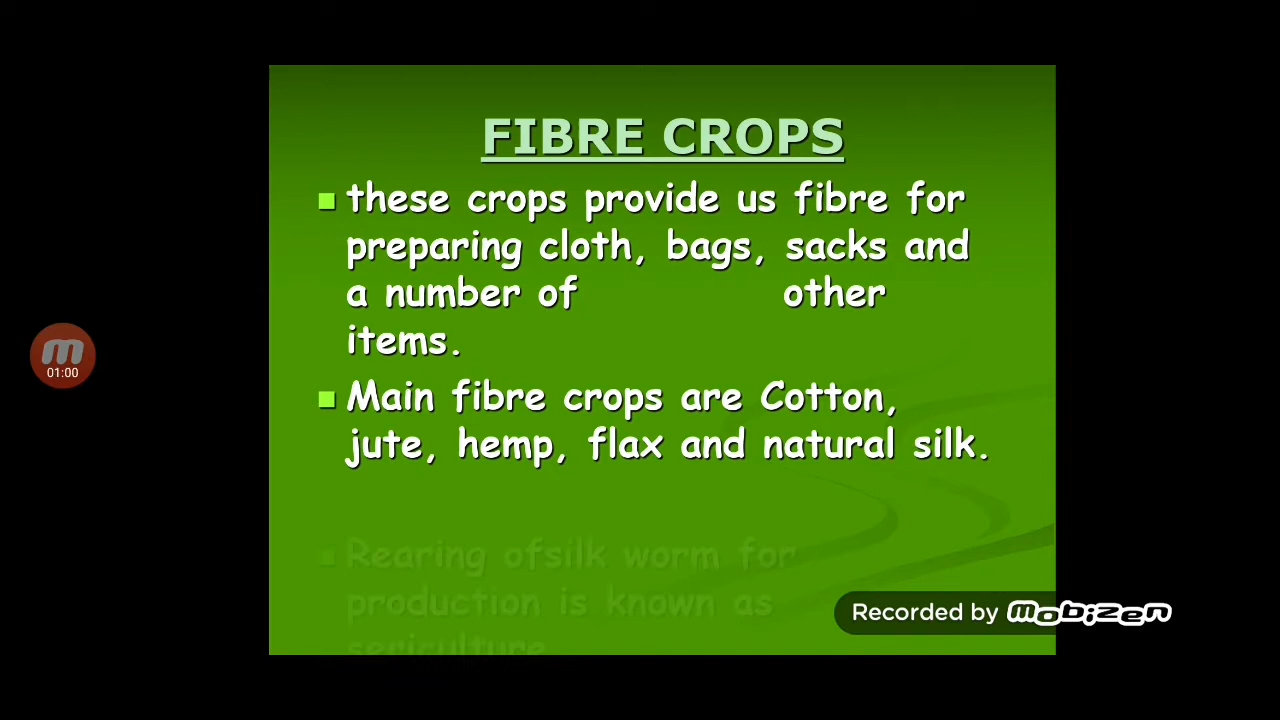 FIBRE CROPS
these crops provide us fibre for
preparing cloth, bags, sacks and
a number of other
items.
Main fibre crops are Cotton,
jute, hemp, flax and natural silk.
Rearing ofsilk worm for
production is known as
sericulture
Recorded by mobizen
m
01:00